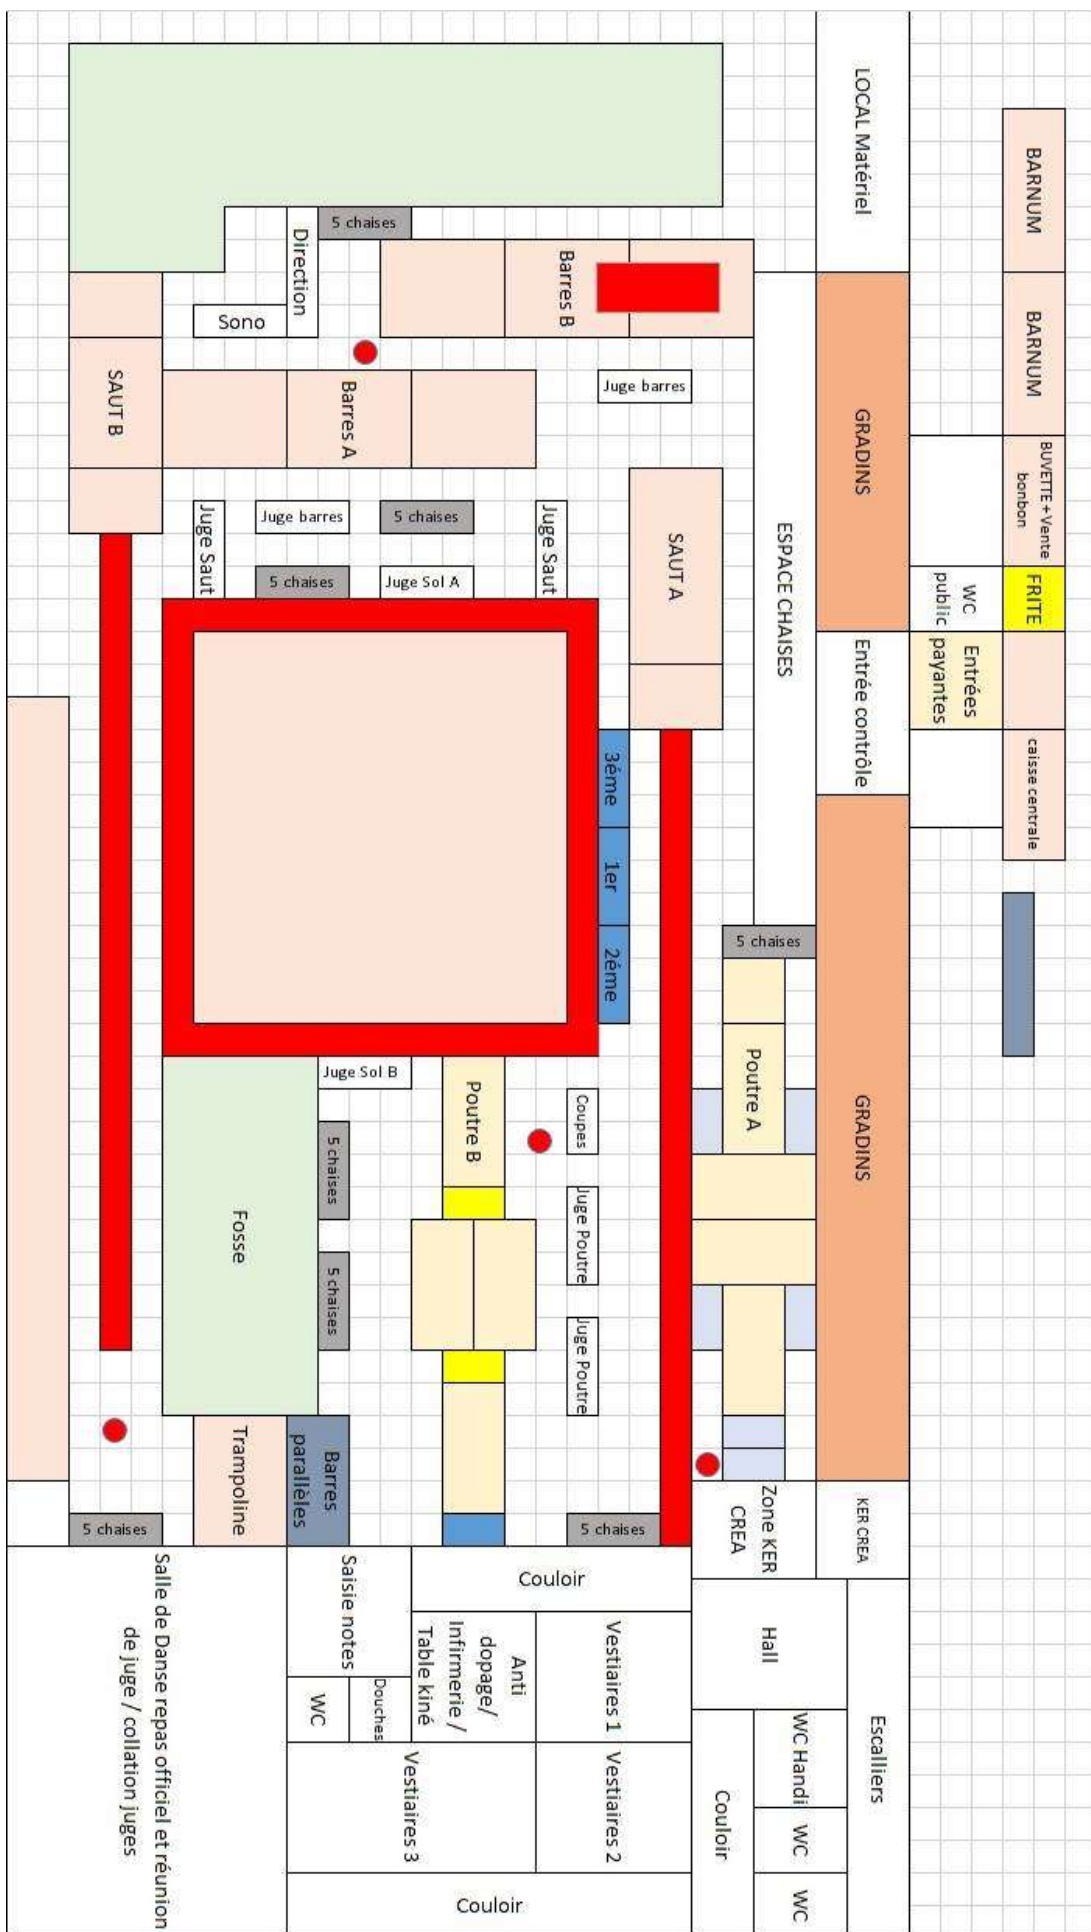 LOCAL Matériel
BARNUM
5 chaises
Direction
Barres B
Sono
BARNUM
SAUT B
Barres A
Juge barres
GRADINS
BUVETTE + Vente
bonbon
Juge Saut
Juge barres
5 chaises
Juge Saut
SAUT A
ESPACE CHAISES
5 chaises
Juge Sol A
WC
public
FRITE
Entrée contrôle
Entrées
payantes
3éme
1er
2éme
caisse centrale
5 chaises
Poutre A
GRADINS
Juge Sol B
Poutre B
Coupes
5 chaises
Juge Poutre
Fosse
5 chaises
Juge Poutre
Trampoline
Barres
parallèles
5 chaises
5 chaises
Zone KER
CREA
KER CREA
Salle de Danse repas officiel et réunion
de juge / collation juges
Saisie notes
Couloir
Hall
Anti
dopage/
Infirmerie /
Table kiné
Vestiaires 1
WC
Douches
Escalliers
WC Handi
Vestiaires 3
Vestiaires 2
Couloir
WC
Couloir
WC